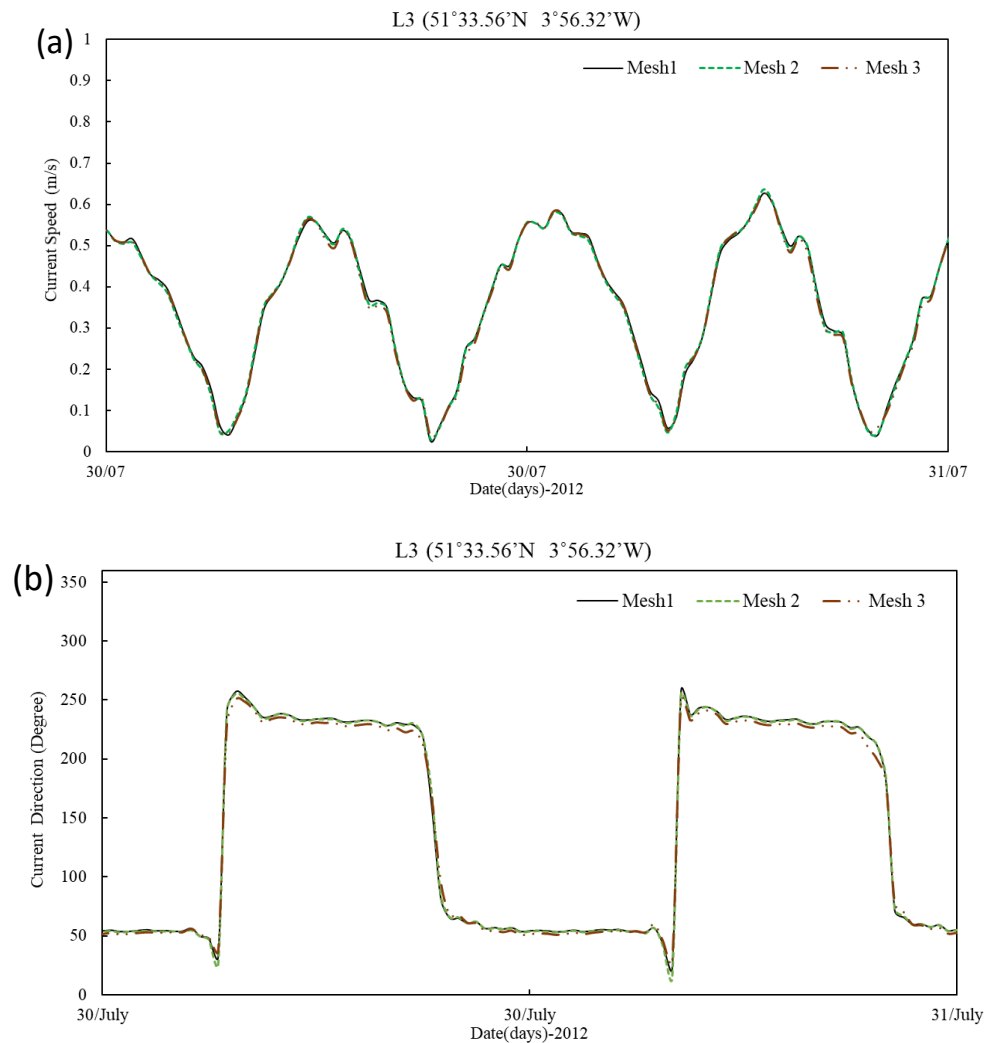 L3 (51˚33.56’N 3˚56.32’W)
(a)
Mesh1 Mesh 2 Mesh 3
Current Speed (m/s)
1
0.9
0.8
0.7
0.6
0.5
0.4
0.3
0.2
0.1
0
30/07 30/07 31/07
Date(days)-2012
L3 (51˚33.56’N 3˚56.32’W)
(b)
Mesh1 Mesh 2 Mesh 3
Current Direction (Degree)
350
300
250
200
150
100
50
0
30/July 30/July 31/July
Date(days)-2012